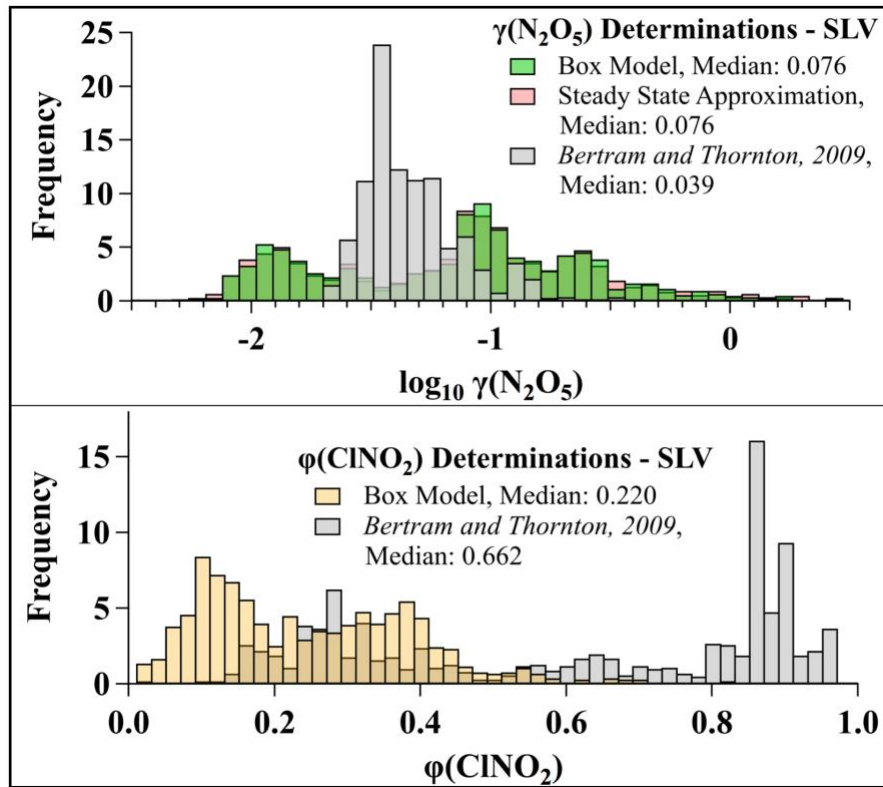 γ(N₂O₅) Determinations - SLV
Box Model, Median: 0.076
Steady State Approximation,
Median: 0.076
Bertram and Thornton, 2009,
Median: 0.039
Frequency
25
20
15
10
5
0
-2 -1 0
log₁₀ γ(N₂O₅)
φ(ClNO₂) Determinations - SLV
Box Model, Median: 0.220
Bertram and Thornton, 2009,
Median: 0.662
Frequency
15
10
5
0
0.0 0.2 0.4 0.6 0.8 1.0
φ(ClNO₂)